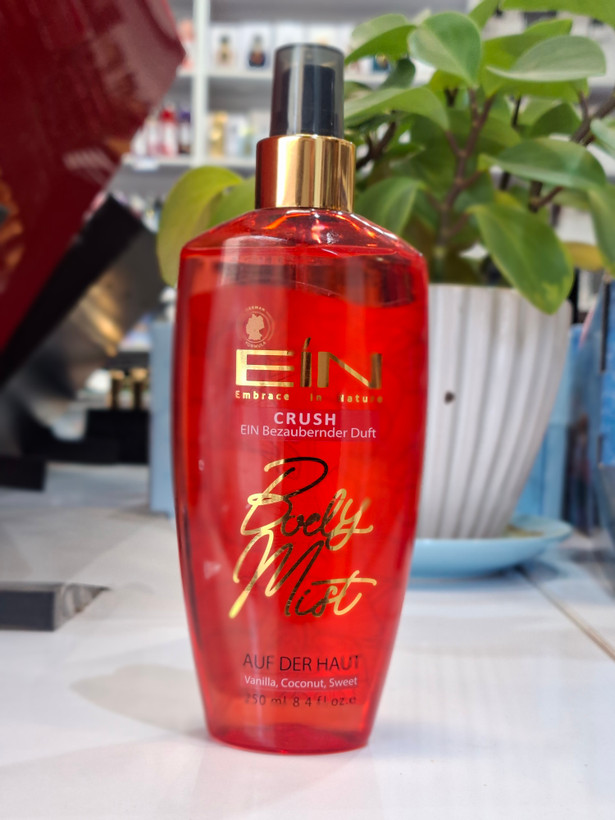 EIN
Embrace in Nature
CRUSH
EIN Bezaubernder Duft
Body
Mist
AUF DER HAUT
Vanilla, Coconut, Sweet
250 ml 8.4 fl oz.e